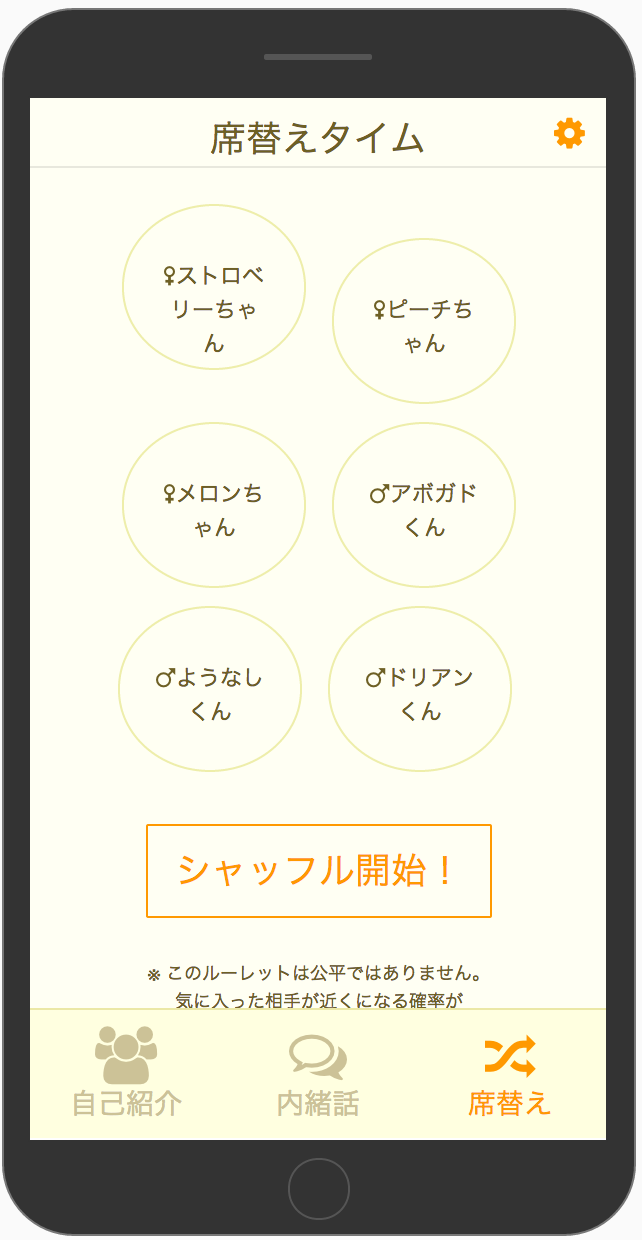 席替えタイム
♀ストロベ
リーちゃ
ん
♀ピーチち
ゃん
♀メロンち
ゃん
♂アボガド
くん
♂ようなし
くん
♂ドリアン
くん
シャッフル開始！
※ このルーレットは公平ではありません。
気に入った相手が近くになる確率が
自己紹介
内緒話
席替え